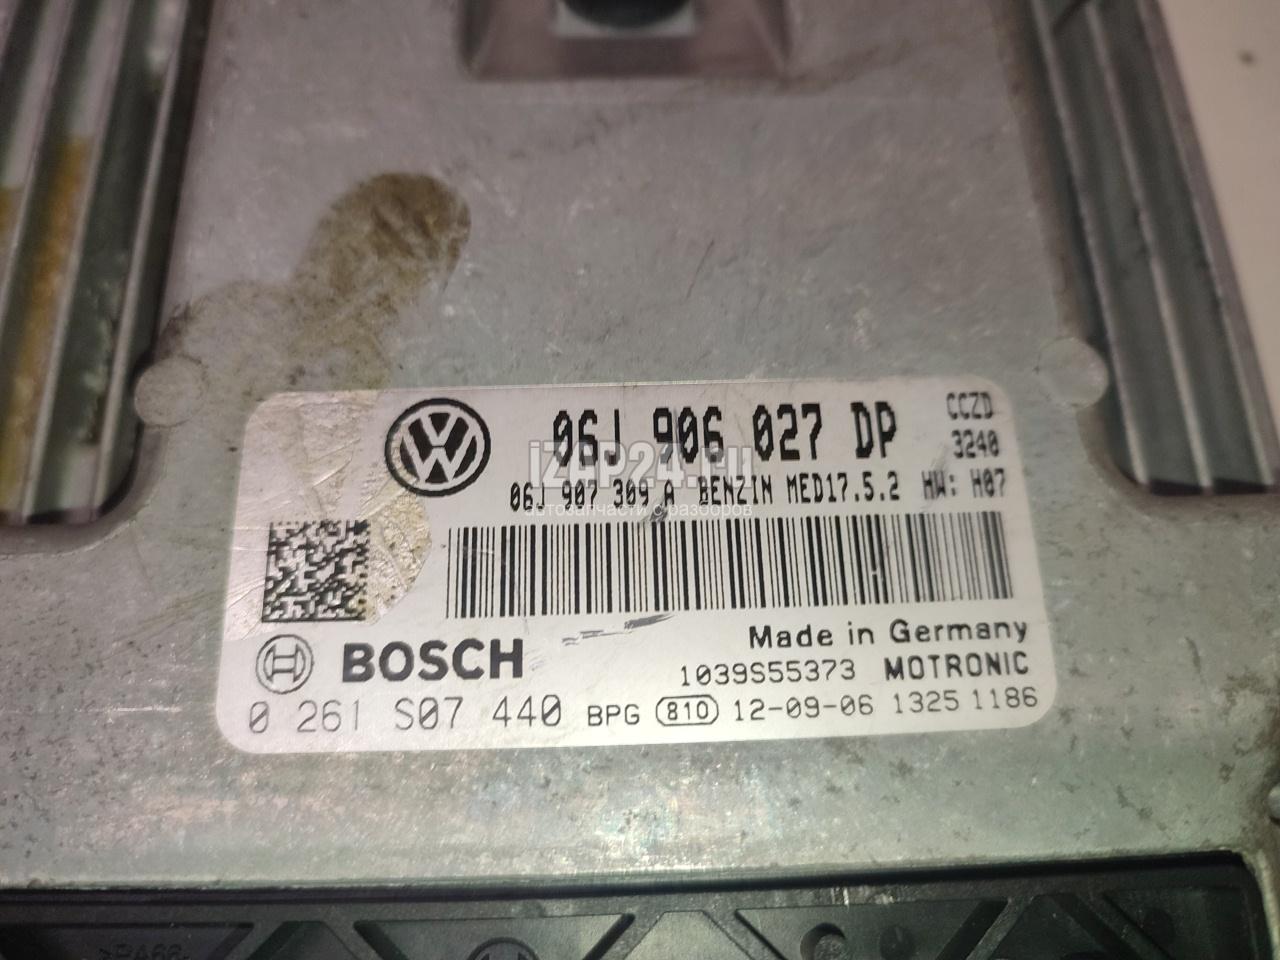 06J 906 027 DP
CCZD
3240
06J 907 309 A BENZIN MED17.5.2 HW: H07
iZAP24.ru
автозапчасти с разборов
Made in Germany
BOSCH
1039S55373 MOTRONIC
0 261 S07 440 BPG 810 12-09-06 1325 1186
>PA66